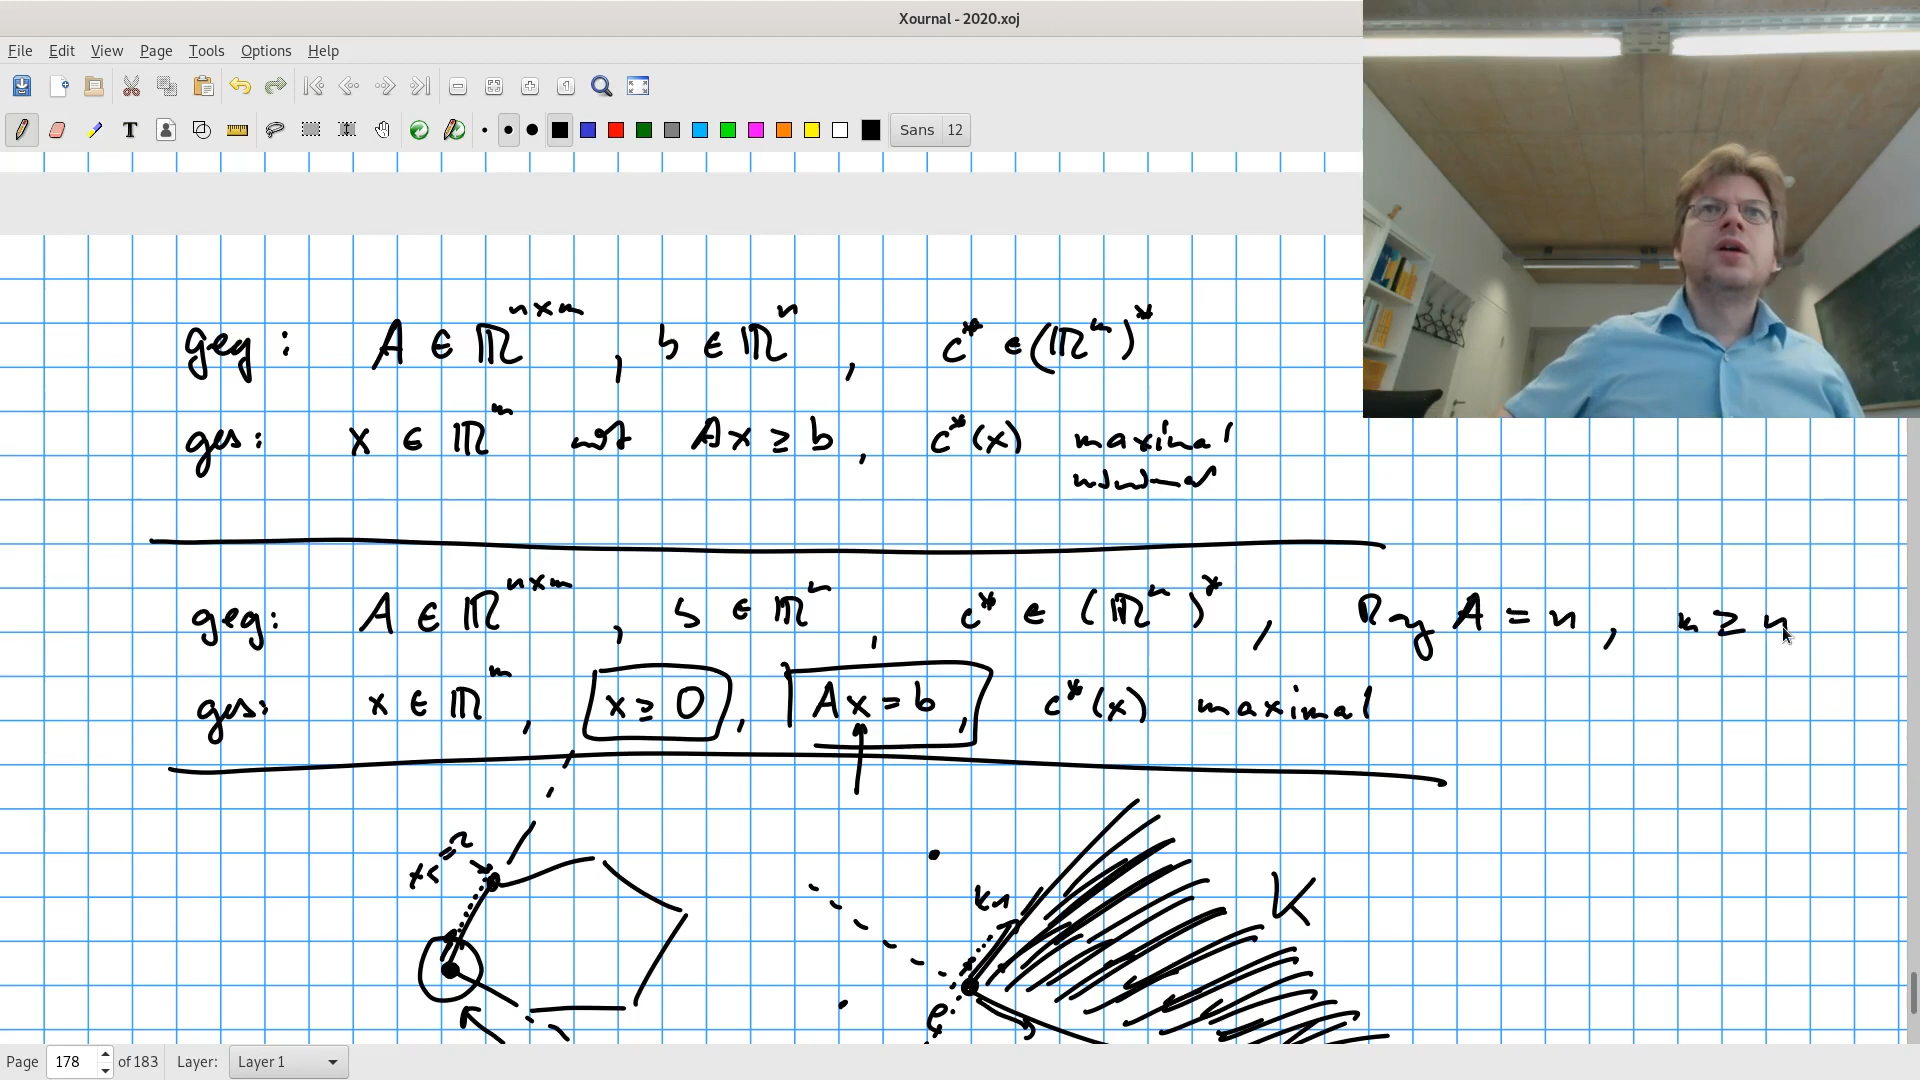 Xournal - 2020.xoj
File Edit View Page Tools Options Help
Sans 12
geg: A ∈ ℝ^{n×m}, b ∈ ℝ^n, c* ∈ (ℝ^m)*
ges: x ∈ ℝ^m mit Ax ≥ b, c*(x) maximal
minimal
geg: A ∈ ℝ^{n×m}, b ∈ ℝ^n, c* ∈ (ℝ^m)*, Rg A = n, m ≥ n
ges: x ∈ ℝ^m, x ≥ 0, Ax = b, c*(x) maximal
K
Page 178 of 183 Layer: Layer 1